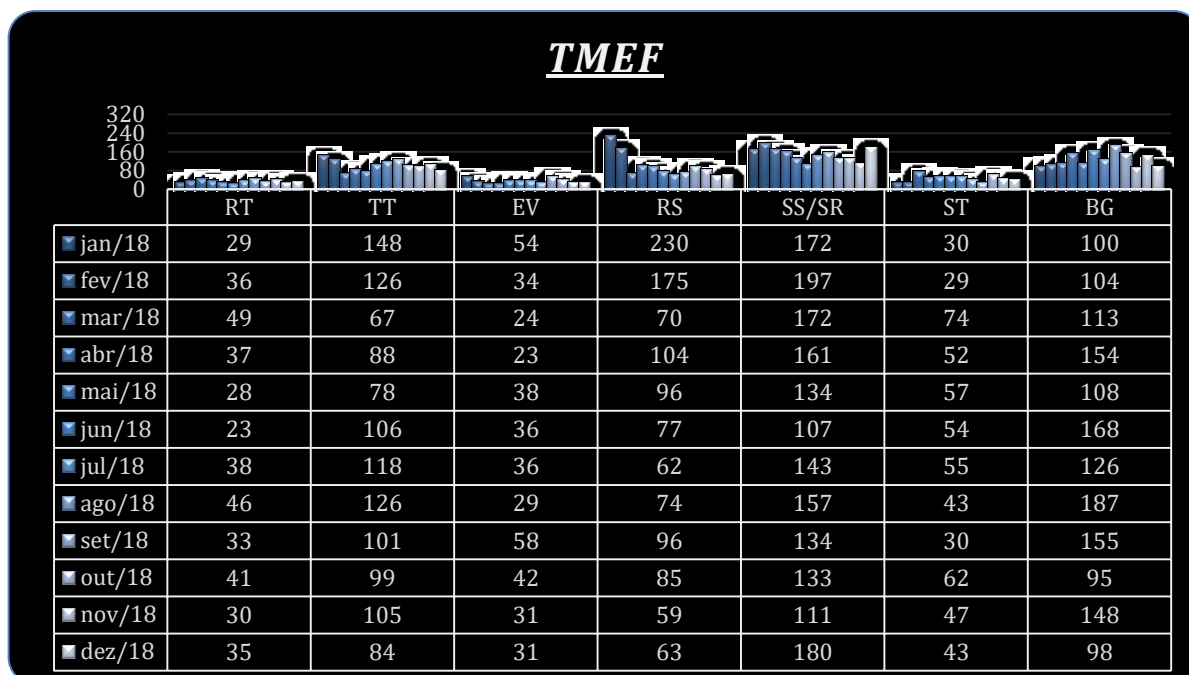 TMEF
320
240
160
80
0
RT TT EV RS SS/SR ST BG
jan/18 29 148 54 230 172 30 100
fev/18 36 126 34 175 197 29 104
mar/18 49 67 24 70 172 74 113
abr/18 37 88 23 104 161 52 154
mai/18 28 78 38 96 134 57 108
jun/18 23 106 36 77 107 54 168
jul/18 38 118 36 62 143 55 126
ago/18 46 126 29 74 157 43 187
set/18 33 101 58 96 134 30 155
out/18 41 99 42 85 133 62 95
nov/18 30 105 31 59 111 47 148
dez/18 35 84 31 63 180 43 98